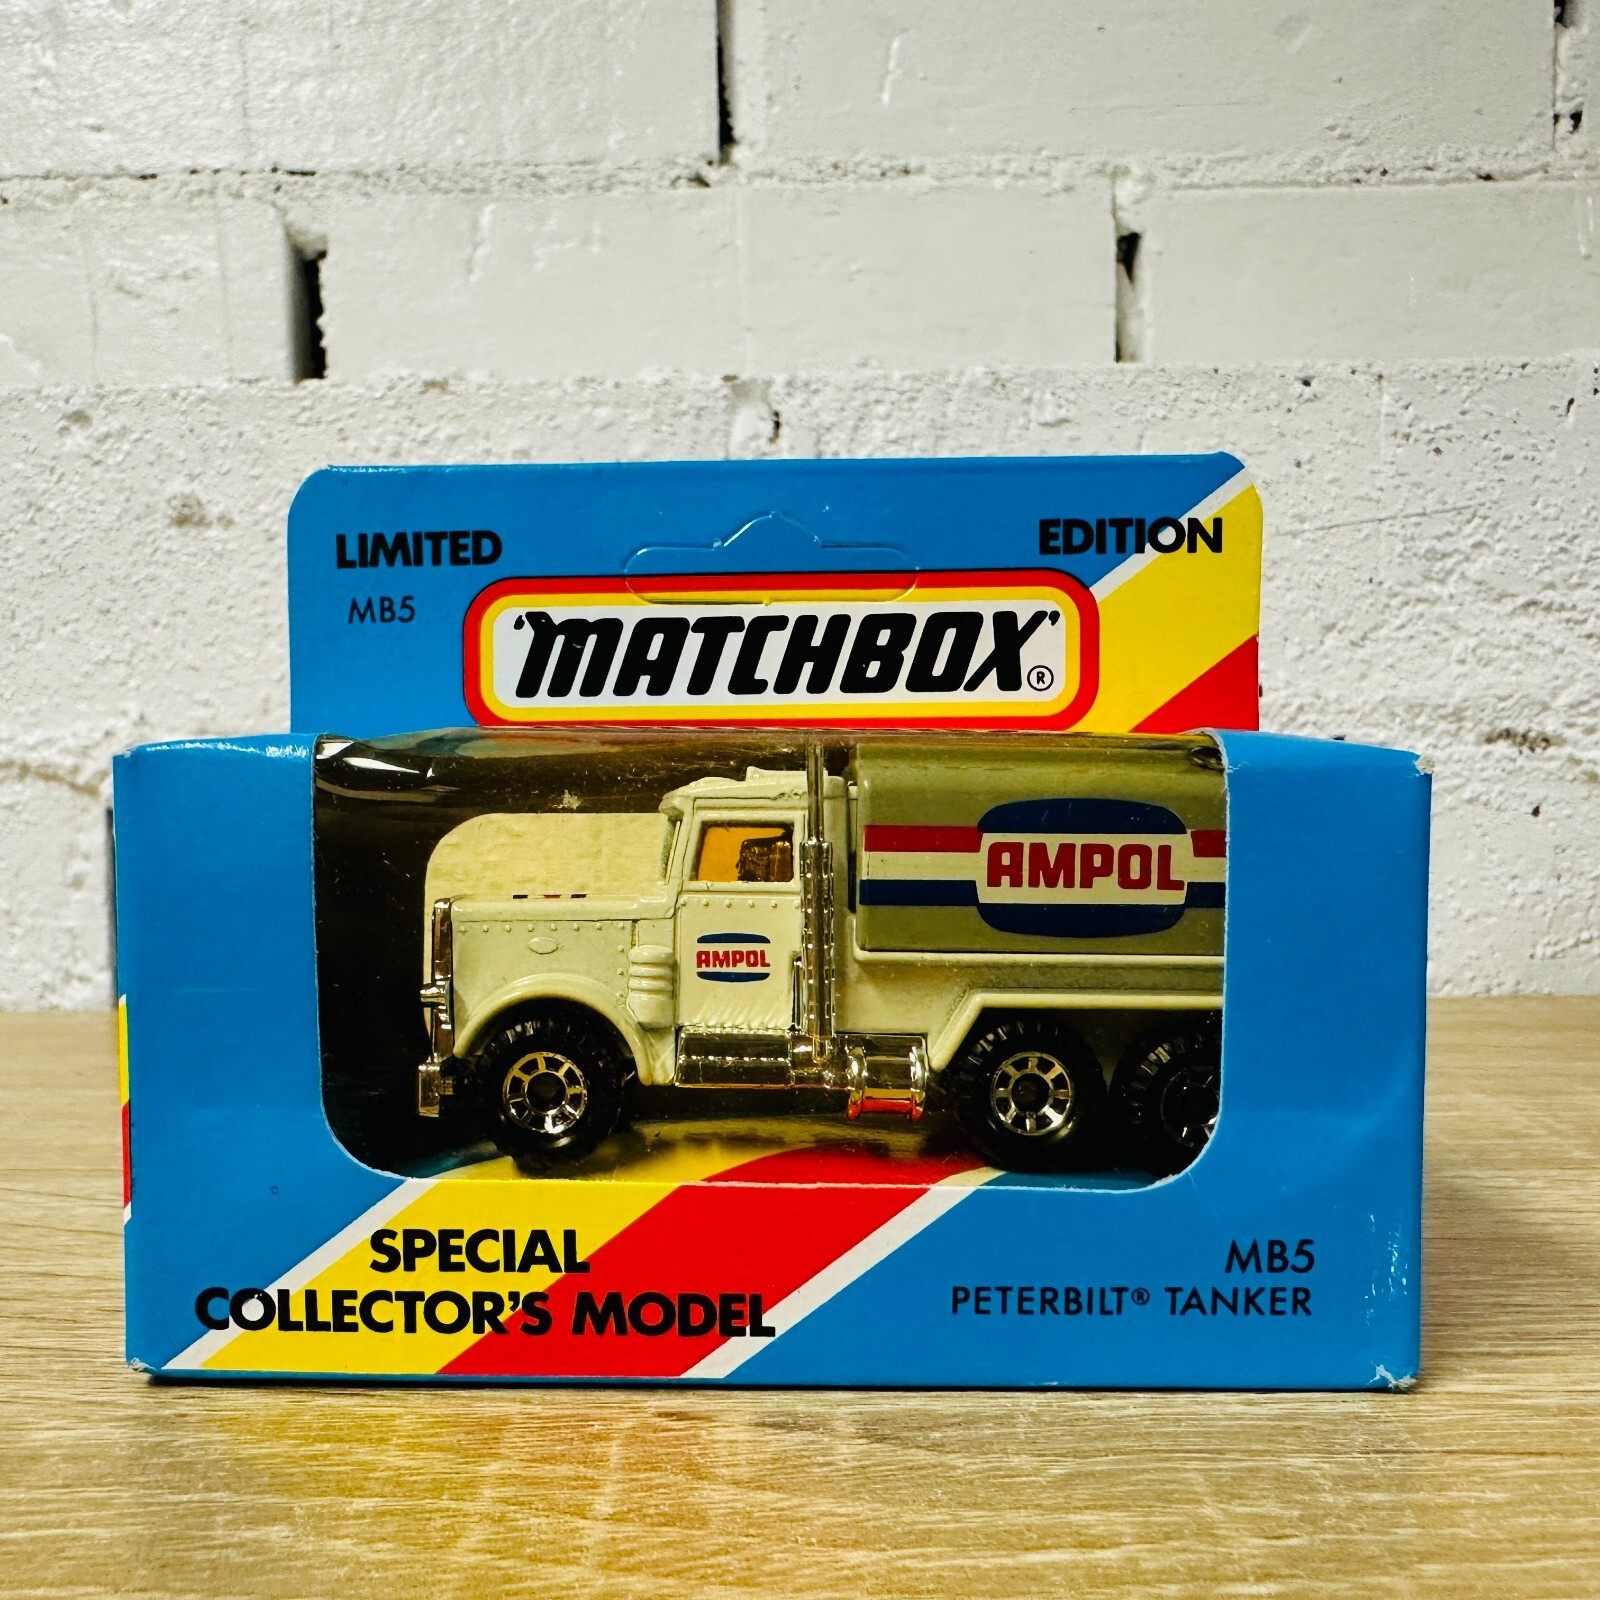 LIMITED EDITION
MB5
'MATCHBOX'®
AMPOL
AMPOL
SPECIAL
COLLECTOR'S MODEL
MB5
PETERBILT® TANKER